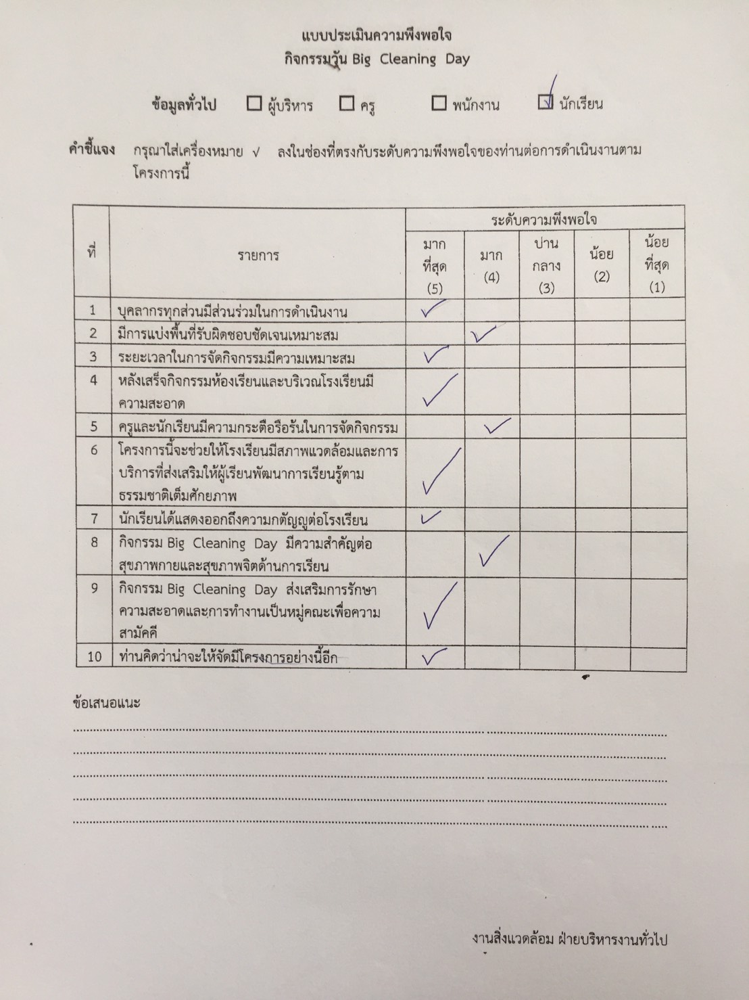 แบบประเมินความพึงพอใจ
กิจกรรมวัน Big Cleaning Day
ข้อมูลทั่วไป ☐ ผู้บริหาร ☐ ครู ☐ พนักงาน ☑ นักเรียน
คำชี้แจง กรุณาใส่เครื่องหมาย √ ลงในช่องที่ตรงกับระดับความพึงพอใจของท่านต่อการดำเนินงานตาม
โครงการนี้
ที่ รายการ ระดับความพึงพอใจ
มาก ที่สุด (5) มาก (4) ปาน กลาง (3) น้อย (2) น้อย ที่สุด (1)
1 บุคลากรทุกส่วนมีส่วนร่วมในการดำเนินงาน ✓
2 มีการแบ่งพื้นที่รับผิดชอบชัดเจนเหมาะสม ✓
3 ระยะเวลาในการจัดกิจกรรมมีความเหมาะสม ✓
4 หลังเสร็จกิจกรรมห้องเรียนและบริเวณโรงเรียนมี
ความสะอาด ✓
5 ครูและนักเรียนมีความกระตือรือร้นในการจัดกิจกรรม ✓
6 โครงการนี้จะช่วยให้โรงเรียนมีสภาพแวดล้อมและการ
บริการที่ส่งเสริมให้ผู้เรียนพัฒนาการเรียนรู้ตาม ✓
ธรรมชาติเต็มศักยภาพ
7 นักเรียนได้แสดงออกถึงความกตัญญูต่อโรงเรียน ✓
8 กิจกรรม Big Cleaning Day มีความสำคัญต่อ
สุขภาพกายและสุขภาพจิตด้านการเรียน ✓
9 กิจกรรม Big Cleaning Day ส่งเสริมการรักษา
ความสะอาดและการทำงานเป็นหมู่คณะเพื่อความ ✓
สามัคคี
10 ท่านคิดว่าน่าจะให้จัดมีโครงการอย่างนี้อีก ✓
ข้อเสนอแนะ
งานสิ่งแวดล้อม ฝ่ายบริหารงานทั่วไป